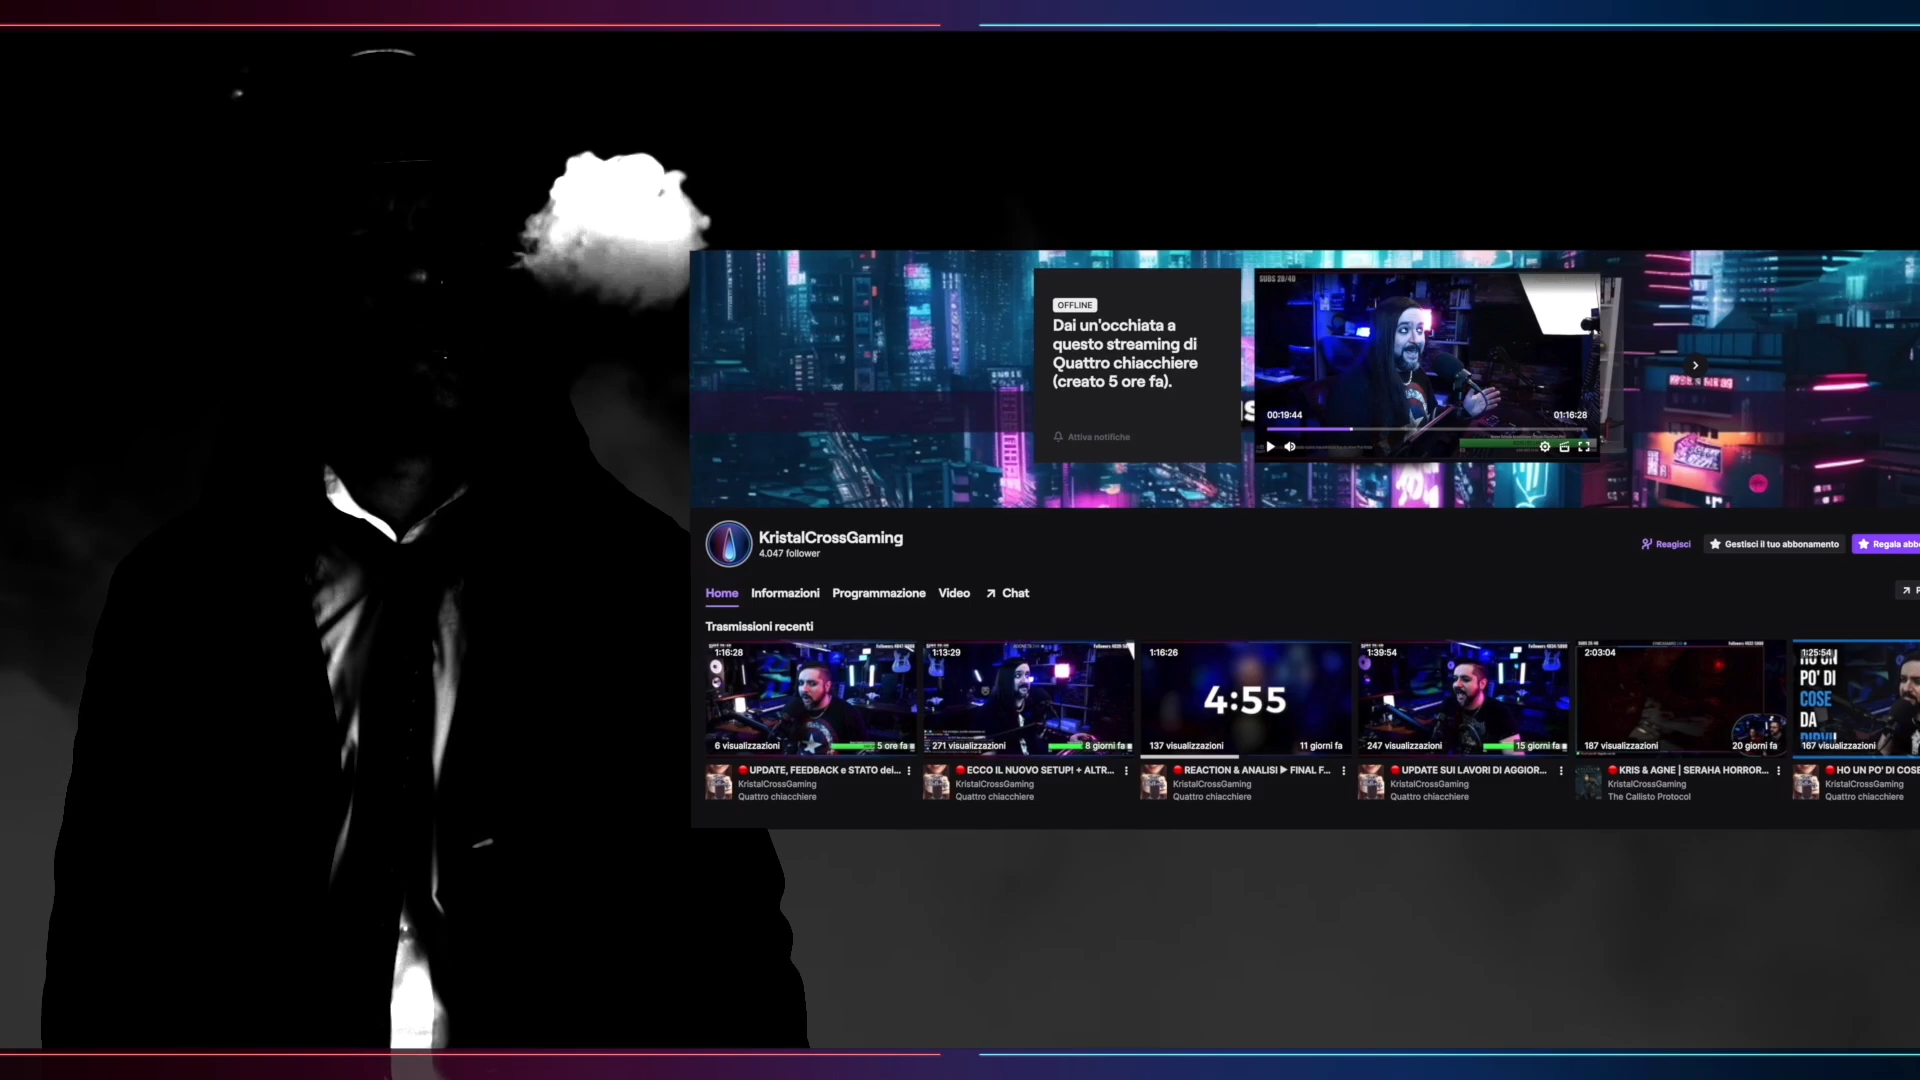 OFFLINE
Dai un'occhiata a
questo streaming di
Quattro chiacchiere
(creato 5 ore fa).
Attiva notifiche
SUBS 28/40
00:19:44
01:16:28
KristalCrossGaming
4.047 follower
Reagisci
Gestisci il tuo abbonamento
Regala
Home
Informazioni
Programmazione
Video
Chat
Trasmissioni recenti
1:16:28
6 visualizzazioni
5 ore fa
UPDATE, FEEDBACK e STATO dei...
KristalCrossGaming
Quattro chiacchiere
1:13:29
271 visualizzazioni
8 giorni fa
ECCO IL NUOVO SETUP! + ALTR...
KristalCrossGaming
Quattro chiacchiere
1:16:26
4:55
137 visualizzazioni
11 giorni fa
REACTION & ANALISI ▶ FINAL F...
KristalCrossGaming
Quattro chiacchiere
1:39:54
247 visualizzazioni
15 giorni fa
UPDATE SUI LAVORI DI AGGIOR...
KristalCrossGaming
Quattro chiacchiere
2:03:04
187 visualizzazioni
20 giorni fa
KRIS & AGNE | SERAHA HORROR...
KristalCrossGaming
The Callisto Protocol
1:25:54
HO UN
PO' DI
COSE
DA
167 visualizzazioni
HO UN PO' DI COSE
KristalCrossGaming
Quattro chiacchiere